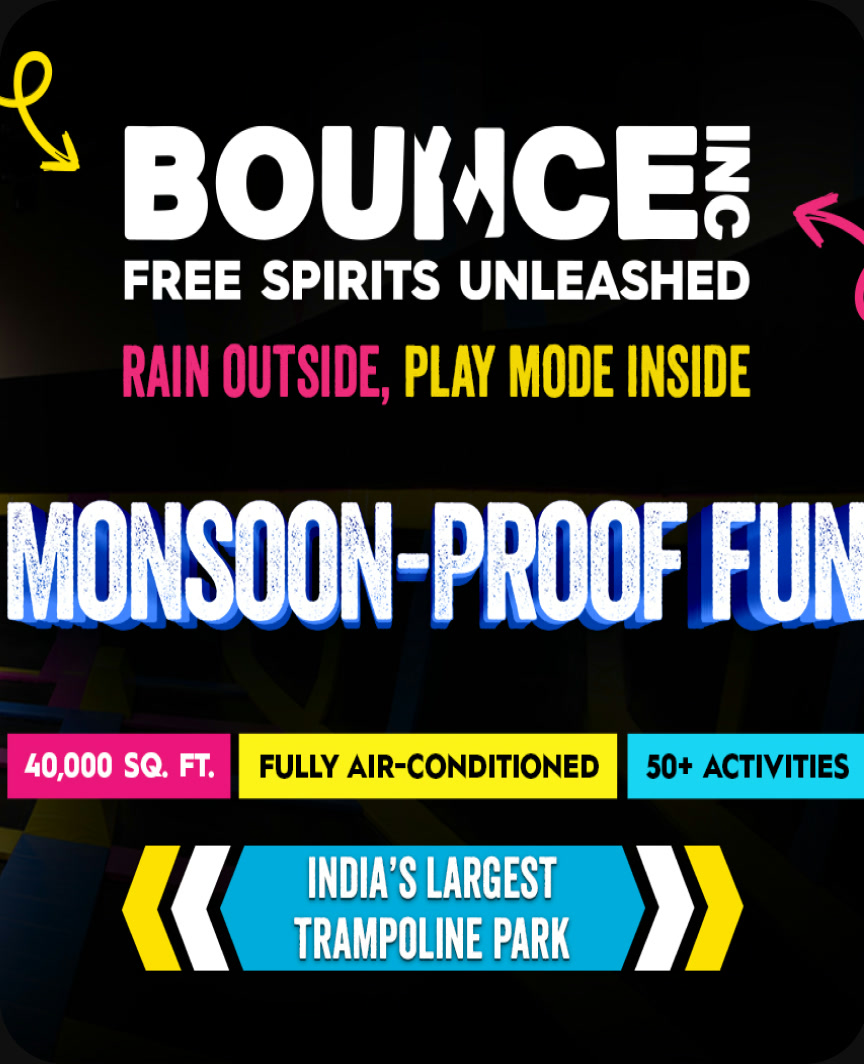 BOUNCE INC
FREE SPIRITS UNLEASHED
RAIN OUTSIDE, PLAY MODE INSIDE
MONSOON-PROOF FUN
40,000 SQ. FT.
FULLY AIR-CONDITIONED
50+ ACTIVITIES
INDIA'S LARGEST
TRAMPOLINE PARK